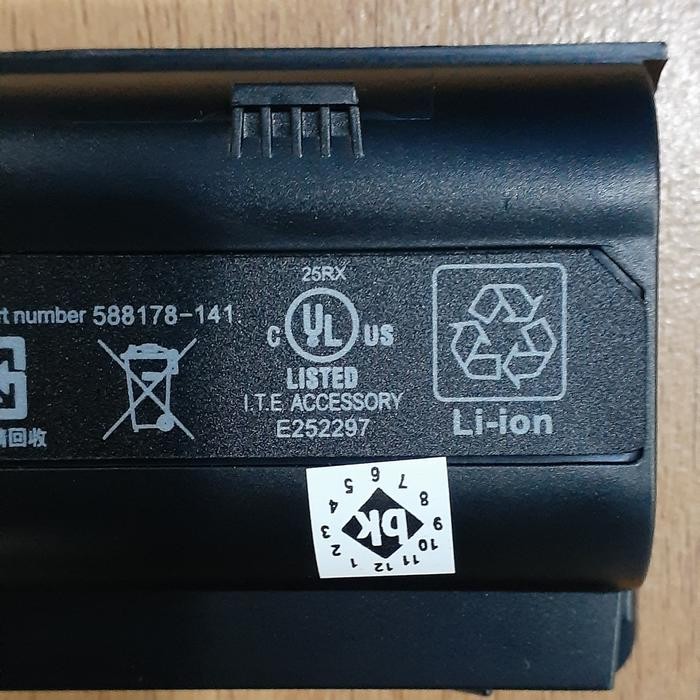 25RX
rt number 588178-141
c UL US
LISTED
I.T.E. ACCESSORY
E252297
Li-ion
回收
bk
1 2 3 4 5 6 7 8 9 10 11 12